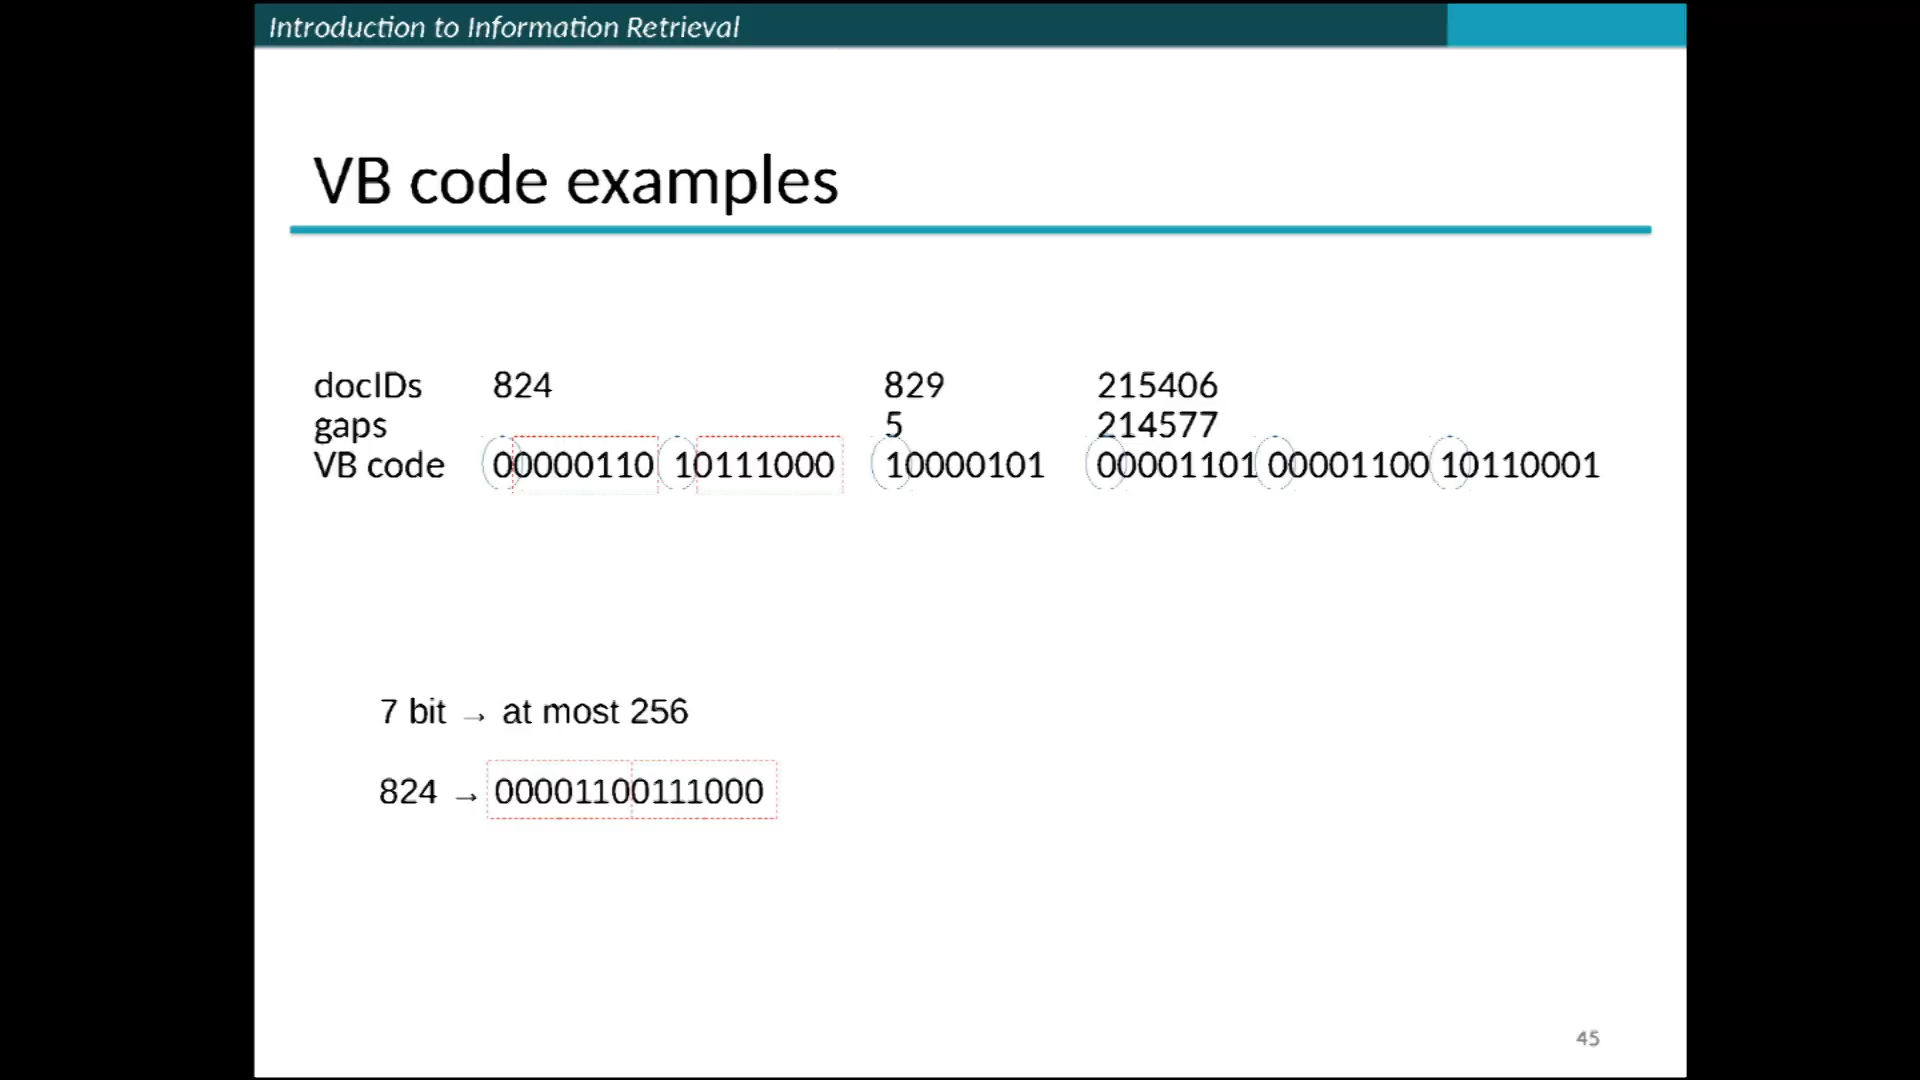 Introduction to Information Retrieval
VB code examples
docIDs 824 829 215406
gaps 5 214577
VB code 00000110 10111000 10000101 00001101 00001100 10110001
7 bit → at most 256
824 → 00001100111000
45